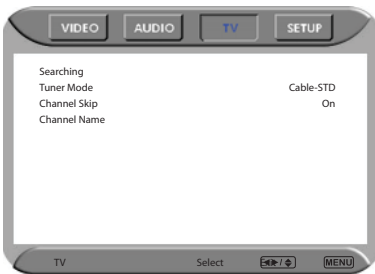 VIDEO AUDIO TV SETUP
Searching
Tuner Mode Cable-STD
Channel Skip On
Channel Name
TV Select / MENU